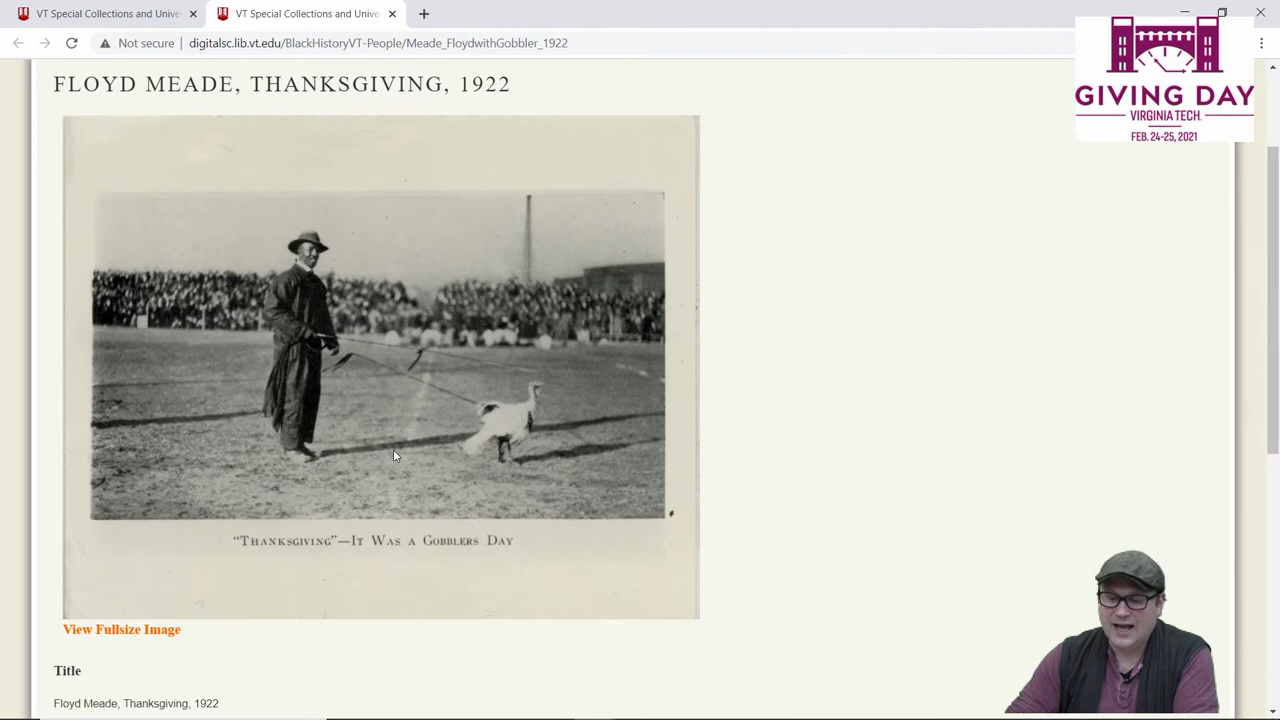 VT Special Collections and Unive
VT Special Collections and Unive
Not secure
digitalsc.lib.vt.edu/BlackHistoryVT-People/Meade_FloydwithGobbler_1922
GIVING DAY
VIRGINIA TECH.
FEB. 24-25, 2021
FLOYD MEADE, THANKSGIVING, 1922
"THANKSGIVING"—IT WAS A GOBBLERS DAY
View Fullsize Image
Title
Floyd Meade, Thanksgiving, 1922